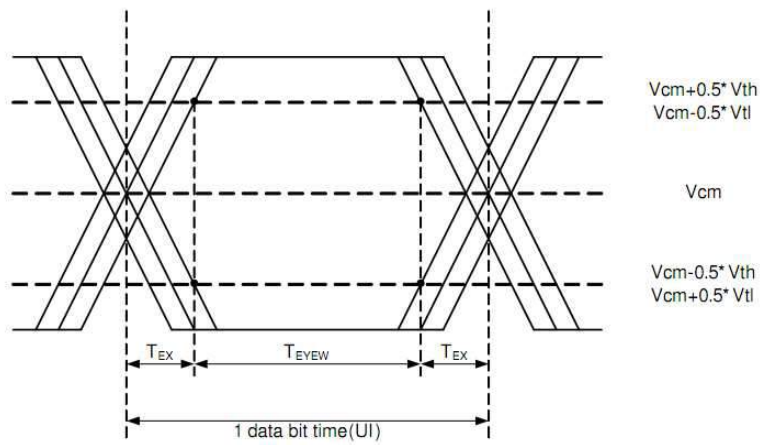 Vcm+0.5* Vth
Vcm-0.5* Vtl
Vcm
Vcm-0.5* Vth
Vcm+0.5* Vtl
TEX TEYEW TEX
1 data bit time(UI)